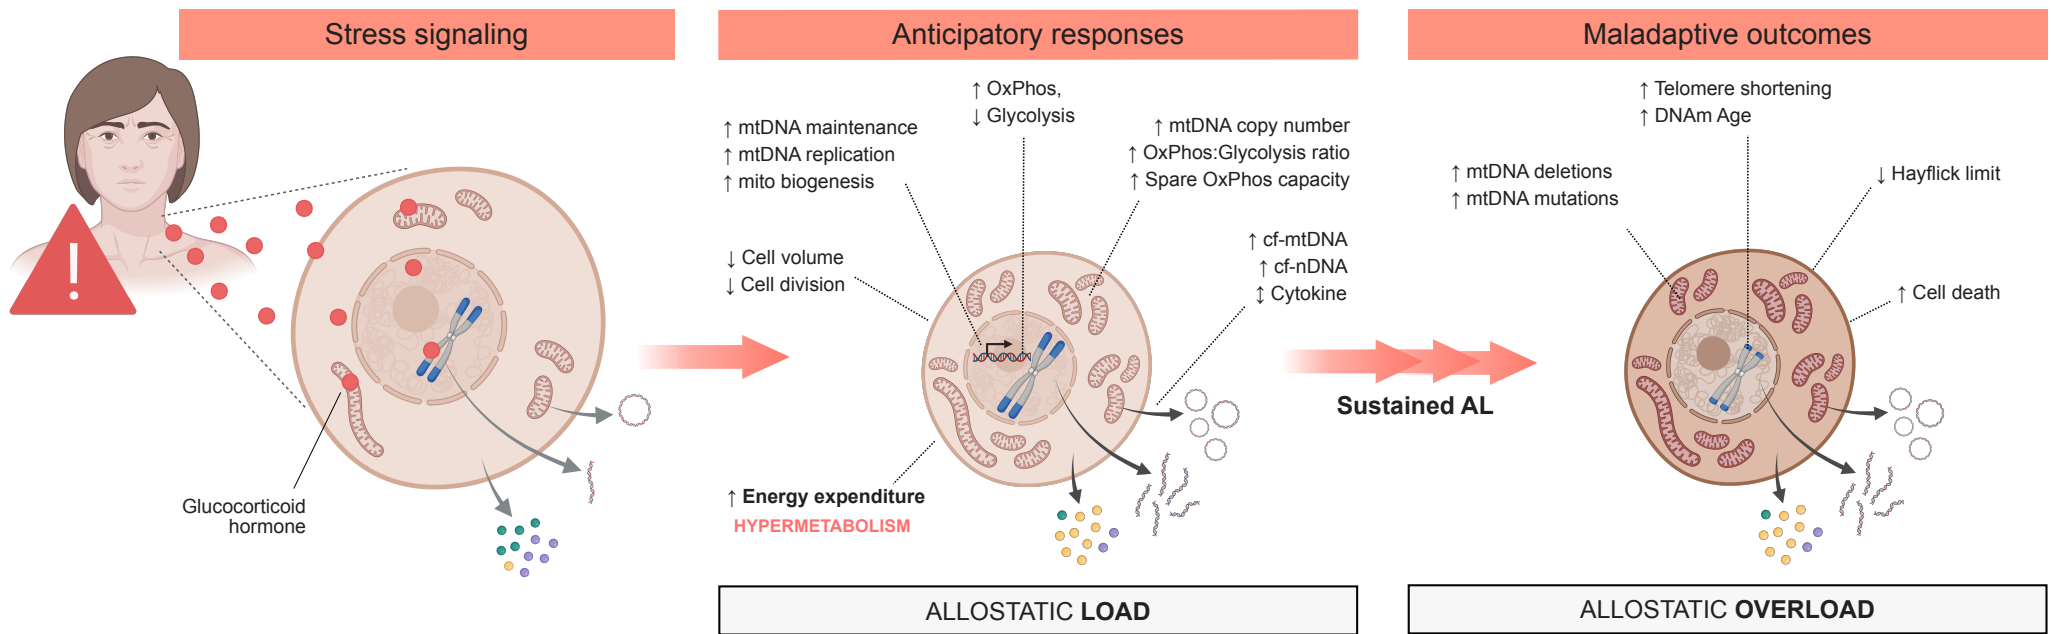 Stress signaling
Glucocorticoid
hormone
Anticipatory responses
↑ OxPhos,
↓ Glycolysis
↑ mtDNA maintenance
↑ mtDNA replication
↑ mito biogenesis
↑ mtDNA copy number
↑ OxPhos:Glycolysis ratio
↑ Spare OxPhos capacity
↓ Cell volume
↓ Cell division
↑ cf-mtDNA
↑ cf-nDNA
↕ Cytokine
↑ Energy expenditure
HYPERMETABOLISM
ALLOSTATIC LOAD
Sustained AL
Maladaptive outcomes
↑ Telomere shortening
↑ DNAm Age
↑ mtDNA deletions
↑ mtDNA mutations
↓ Hayflick limit
↑ Cell death
ALLOSTATIC OVERLOAD